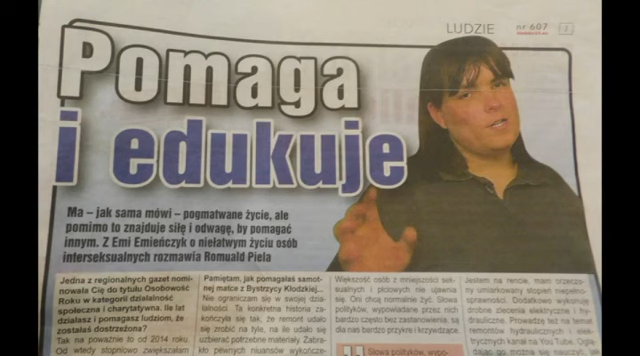 LUDZIE
nr 607
Pomaga
i edukuje
Ma – jak sama mówi – pogmatwane życie, ale
pomimo to znajduje siłę i odwagę, by pomagać
innym. Z Emi Emieńczyk o niełatwym życiu osób
interseksualnych rozmawia Romuald Piela
Jedna z regionalnych gazet nomi-
nowała Cię do tytułu Osobowość
Roku w kategorii działalność
społeczna i charytatywna. Ile lat
działasz i pomagasz ludziom, że
zostałaś dostrzeżona?
Tak na poważnie to od 2014 roku
Od wtedy stopniowo zwiększałam
Pamiętam, jak pomagałaś samot-
nej matce z Bystrzycy Kłodzkiej...
Nie ograniczam się w swojej dzia-
łalności. Ta konkretna historia za-
kończyła się tak, że remont udało
się zrobić na tyle, na ile udało się
uzbierać potrzebne materiały. Zabra-
kło pewnych niuansów wykończe-
Większość osób z mniejszości sek-
sualnych i płciowych nie ujawnia
się. Oni chcą normalnie żyć. Słowa
polityków, wypowiadane przez nich
bardzo często bez zastanowienia, są
dla nas bardzo przykre i krzywdzące.
Słowa polityków, wypo-
Jestem na rencie, mam orzeczo-
ny umiarkowany stopień niepełno-
sprawności. Dodatkowo wykonuję
drobne zlecenia elektryczne i hy-
drauliczne. Prowadzę też na temat
remontów hydraulicznych i elek-
trycznych kanał na You Tube. Oglą-